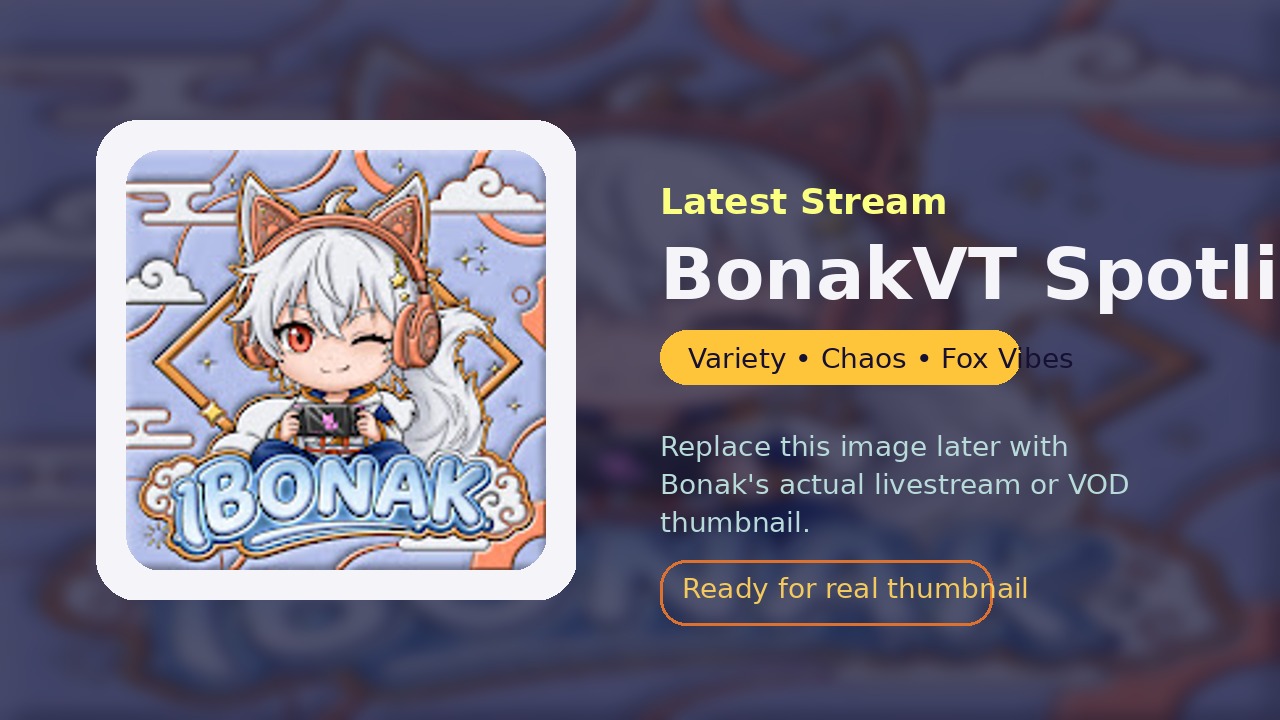 Latest Stream
BonakVT Spotli
Variety • Chaos • Fox Vibes
Replace this image later with
Bonak's actual livestream or VOD
thumbnail.
Ready for real thumbnail
iBONAK